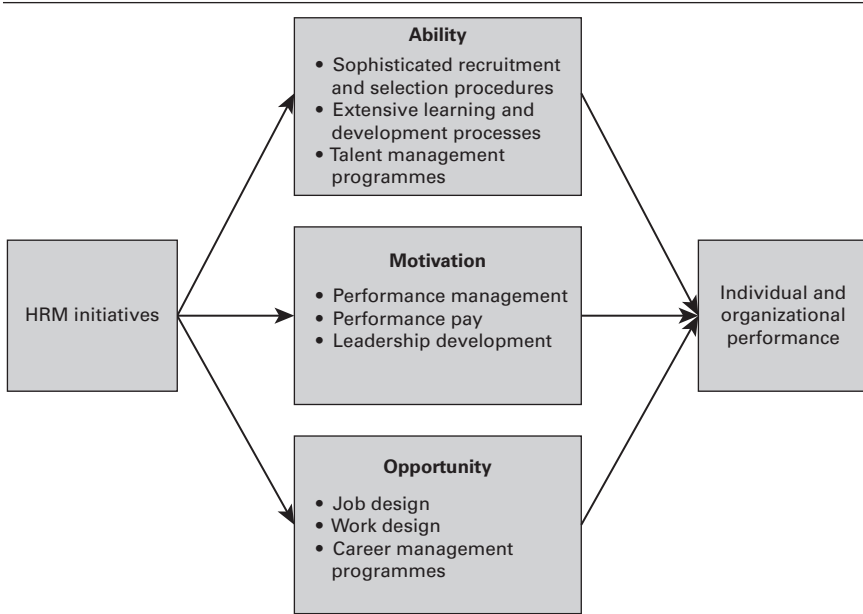 Ability
• Sophisticated recruitment
and selection procedures
• Extensive learning and
development processes
• Talent management
programmes
HRM initiatives
Motivation
• Performance management
• Performance pay
• Leadership development
Individual and
organizational
performance
Opportunity
• Job design
• Work design
• Career management
programmes